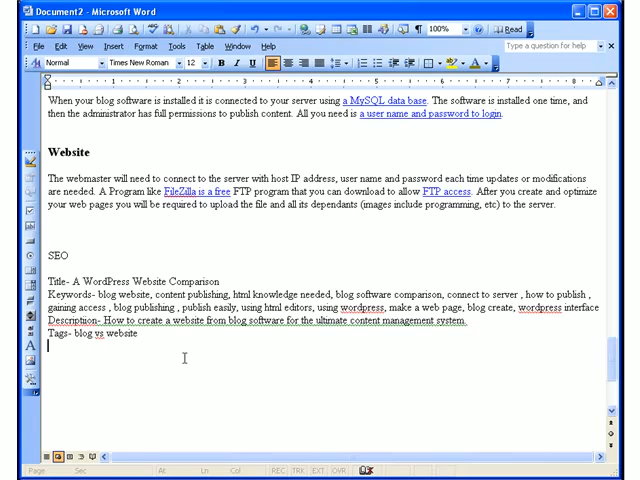 Document2 - Microsoft Word
File Edit View Insert Format Tools Table Window Help
Type a question for help
100% Read
Normal Times New Roman 12 B I U
When your blog software is installed it is connected to your server using a MySQL data base. The software is installed one time, and
then the administrator has full permissions to publish content. All you need is a user name and password to login.
Website
The webmaster will need to connect to the server with host IP address, user name and password each time updates or modifications
are needed. A Program like FileZilla is a free FTP program that you can download to allow FTP access. After you create and optimize
your web pages you will be required to upload the file and all its dependants (images include programming, etc) to the server.
SEO
Title- A WordPress Website Comparison
Keywords- blog website, content publishing, html knowledge needed, blog software comparison, connect to server , how to publish ,
gaining access , blog publishing , publish easily, using html editors, using wordpress, make a web page, blog create, wordpress interface
Description- How to create a website from blog software for the ultimate content management system.
Tags- blog vs website
Page Sec At Ln Col REC TRK EXT OVR